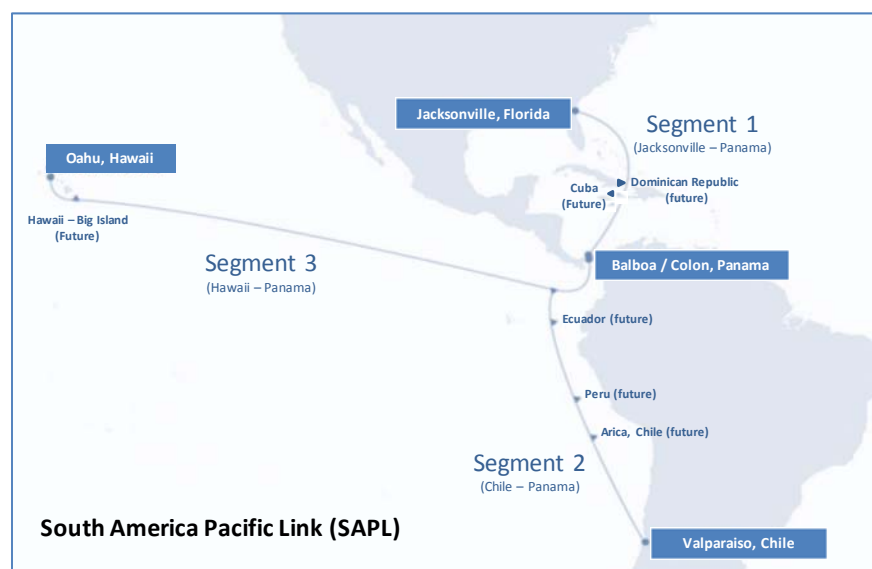 Jacksonville, Florida
Segment 1
(Jacksonville – Panama)
Oahu, Hawaii
Cuba
(Future)
Dominican Republic
(future)
Hawaii – Big Island
(Future)
Segment 3
(Hawaii – Panama)
Balboa / Colon, Panama
Ecuador (future)
Peru (future)
Arica, Chile (future)
Segment 2
(Chile – Panama)
South America Pacific Link (SAPL)
Valparaiso, Chile